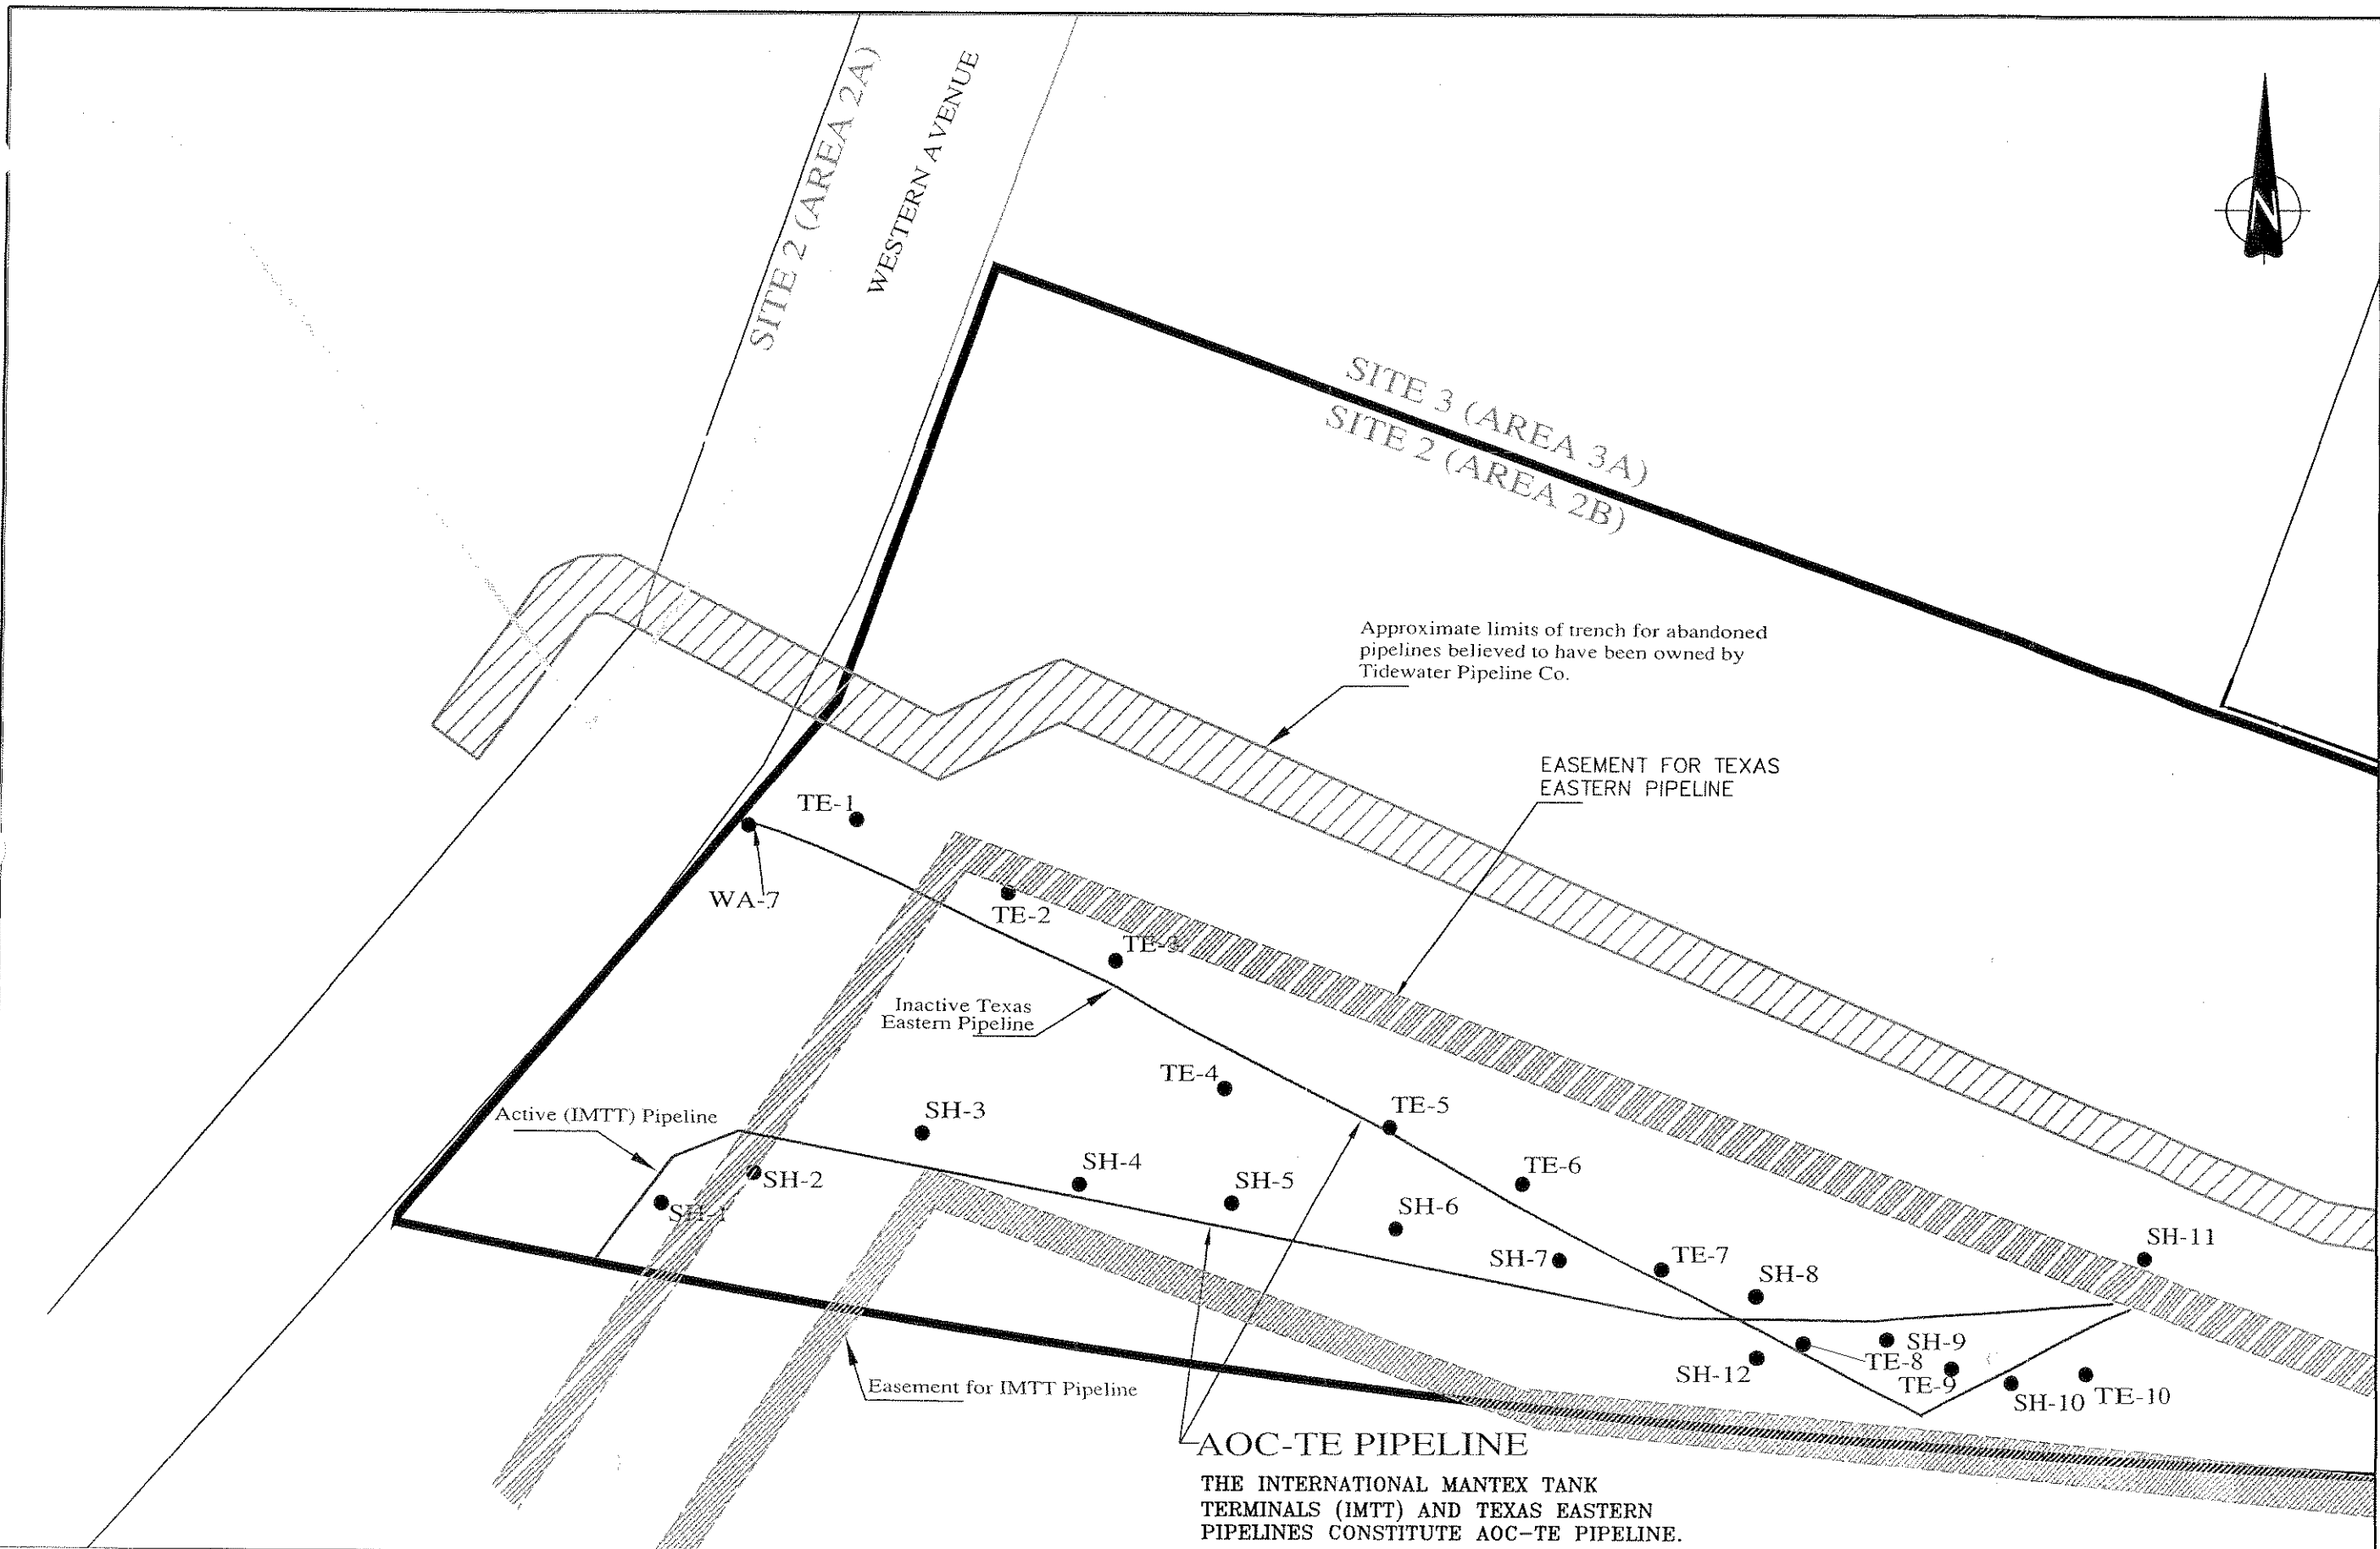 SITE 2 (AREA 2A)
WESTERN AVENUE
N
SITE 3 (AREA 3A)
SITE 2 (AREA 2B)
Approximate limits of trench for abandoned
pipelines believed to have been owned by
Tidewater Pipeline Co.
EASEMENT FOR TEXAS
EASTERN PIPELINE
TE-1
WA-7
TE-2
TE-3
Inactive Texas
Eastern Pipeline
TE-4
TE-5
Active (IMTT) Pipeline
SH-3
SH-4
SH-2
SH-5
TE-6
SH-1
SH-6
SH-7
TE-7
SH-8
SH-11
SH-9
TE-8
SH-12
TE-9
SH-10
TE-10
Easement for IMTT Pipeline
AOC-TE PIPELINE
THE INTERNATIONAL MANTEX TANK
TERMINALS (IMTT) AND TEXAS EASTERN
PIPELINES CONSTITUTE AOC-TE PIPELINE.